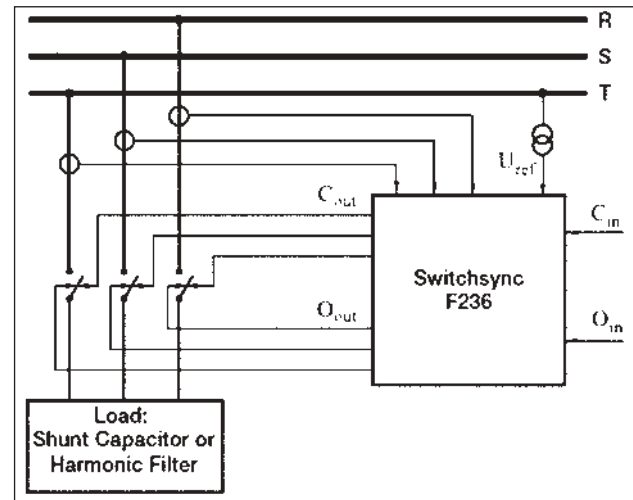 R
S
T
U_ref
C_out
C_in
Switchsync
F236
O_out
O_in
Load:
Shunt Capacitor or
Harmonic Filter